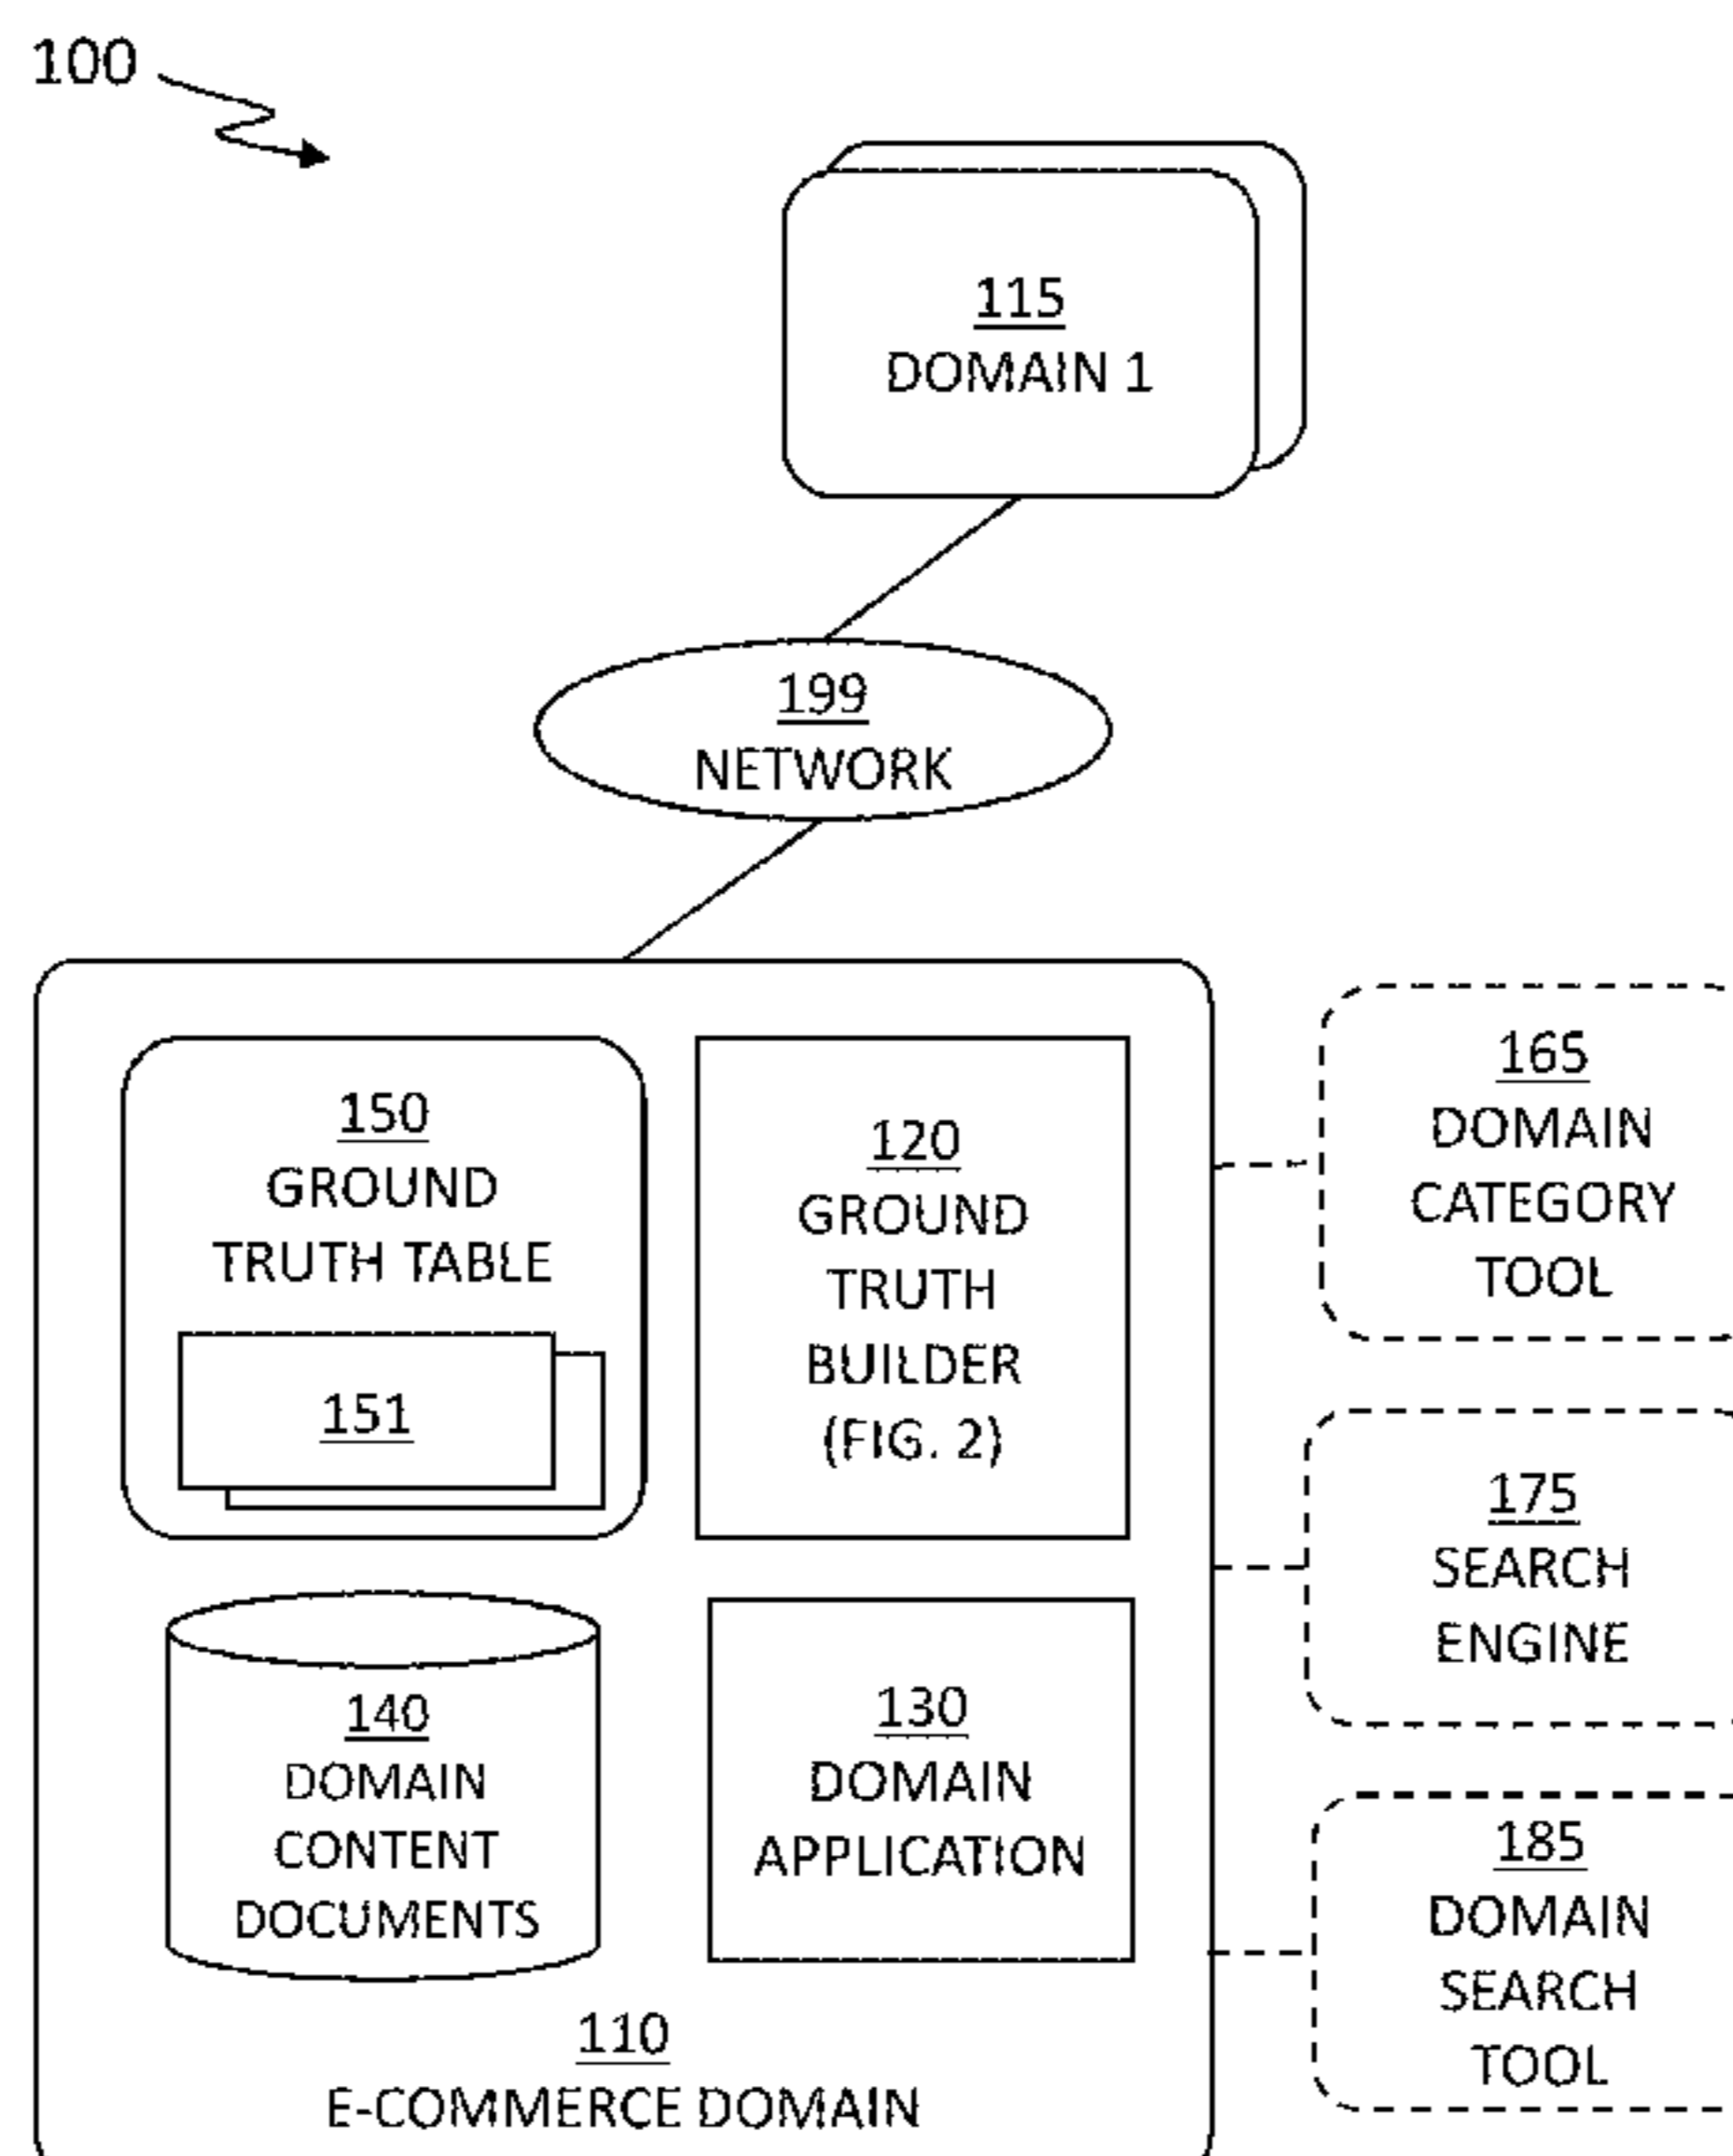 100
115
DOMAIN 1
199
NETWORK
150
GROUND
TRUTH TABLE
151
120
GROUND
TRUTH
BUILDER
(FIG. 2)
140
DOMAIN
CONTENT
DOCUMENTS
130
DOMAIN
APPLICATION
110
E-COMMERCE DOMAIN
165
DOMAIN
CATEGORY
TOOL
175
SEARCH
ENGINE
185
DOMAIN
SEARCH
TOOL